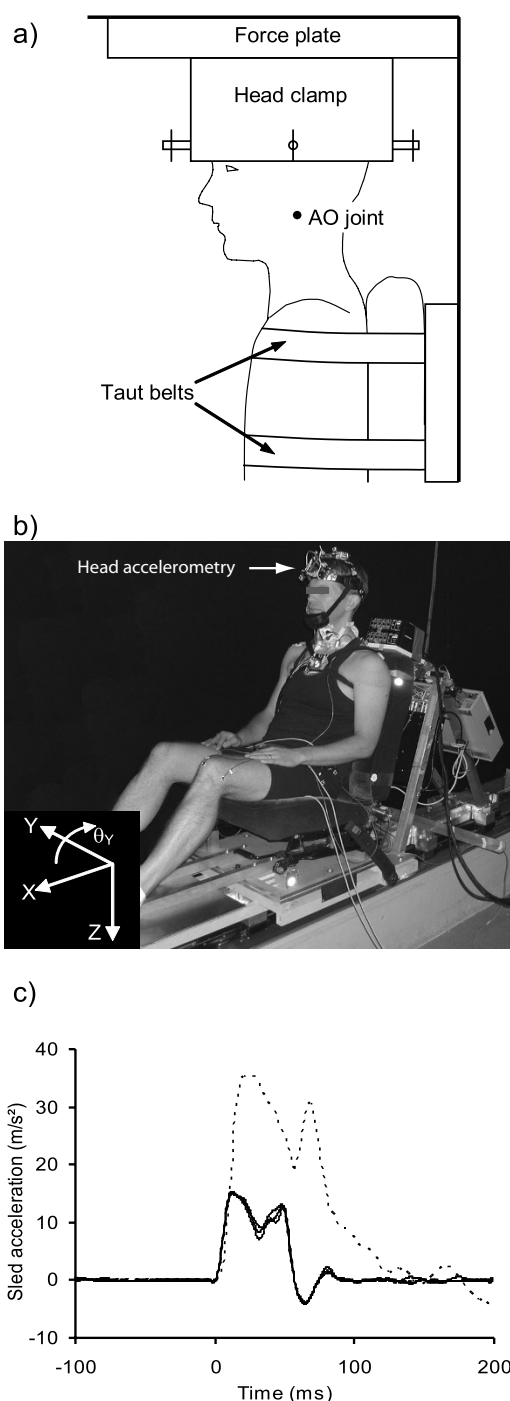 a)
Force plate
Head clamp
AO joint
Taut belts
b)
Head accelerometry
Y
θY
X
Z
c)
Sled acceleration (m/s²)
40
30
20
10
0
-10
-100
0
100
200
Time (ms)